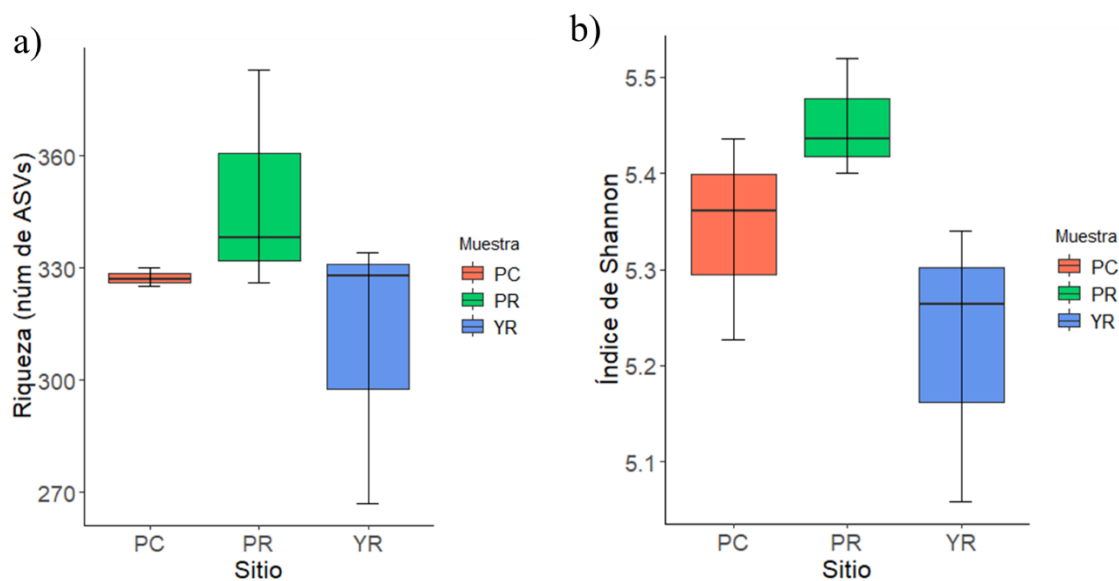 a)
Riqueza (núm de ASVs)
360
330
300
270
PC PR YR
Sitio
Muestra
PC
PR
YR
b)
Índice de Shannon
5.5
5.4
5.3
5.2
5.1
PC PR YR
Sitio
Muestra
PC
PR
YR